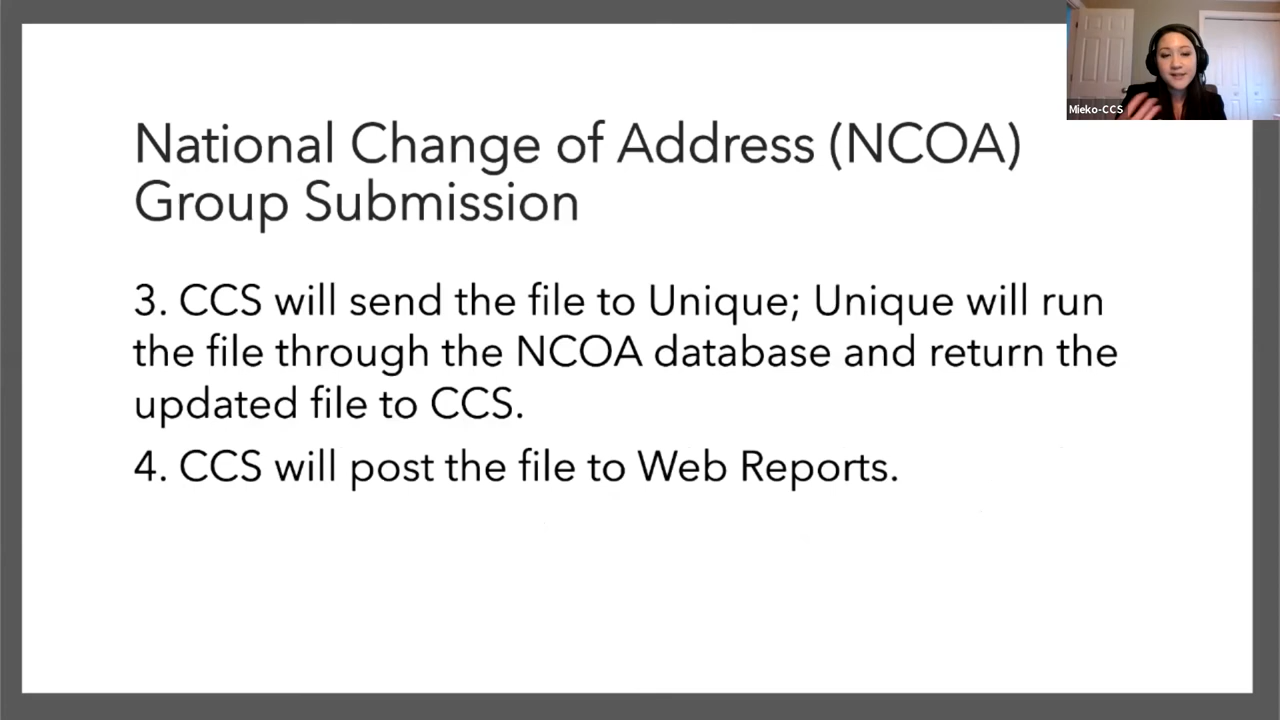 Mieko-CCS
National Change of Address (NCOA)
Group Submission
3. CCS will send the file to Unique; Unique will run
the file through the NCOA database and return the
updated file to CCS.
4. CCS will post the file to Web Reports.